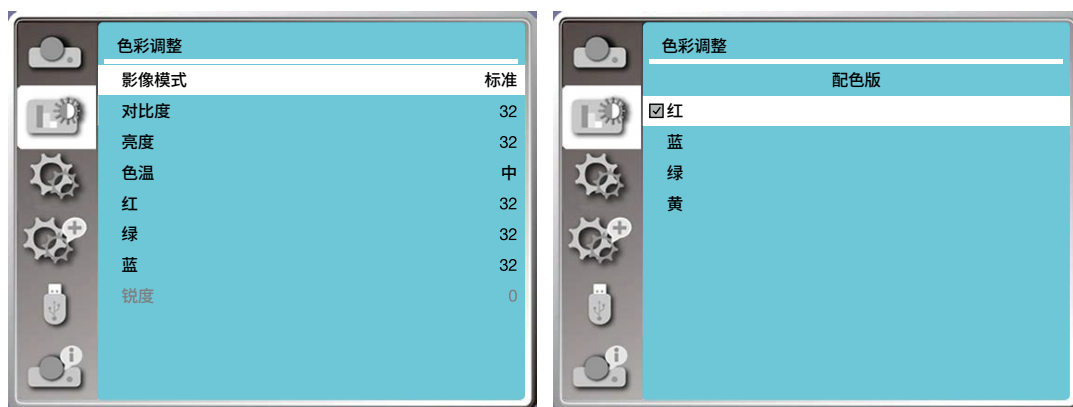 色彩调整
影像模式 标准
对比度 32
亮度 32
色温 中
红 32
绿 32
蓝 32
锐度 0
色彩调整
配色版
红
蓝
绿
黄